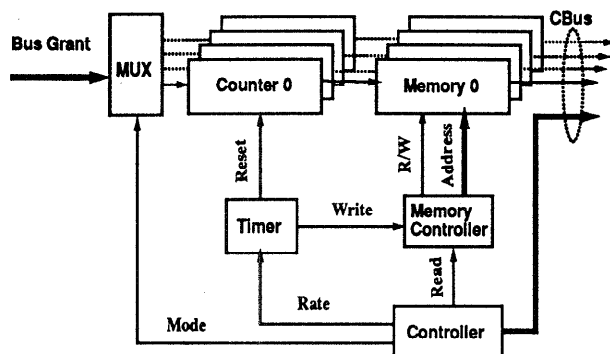 Bus Grant
MUX
Counter 0
Memory 0
CBus
Reset
R/W
Address
Timer
Write
Memory
Controller
Rate
Read
Mode
Controller